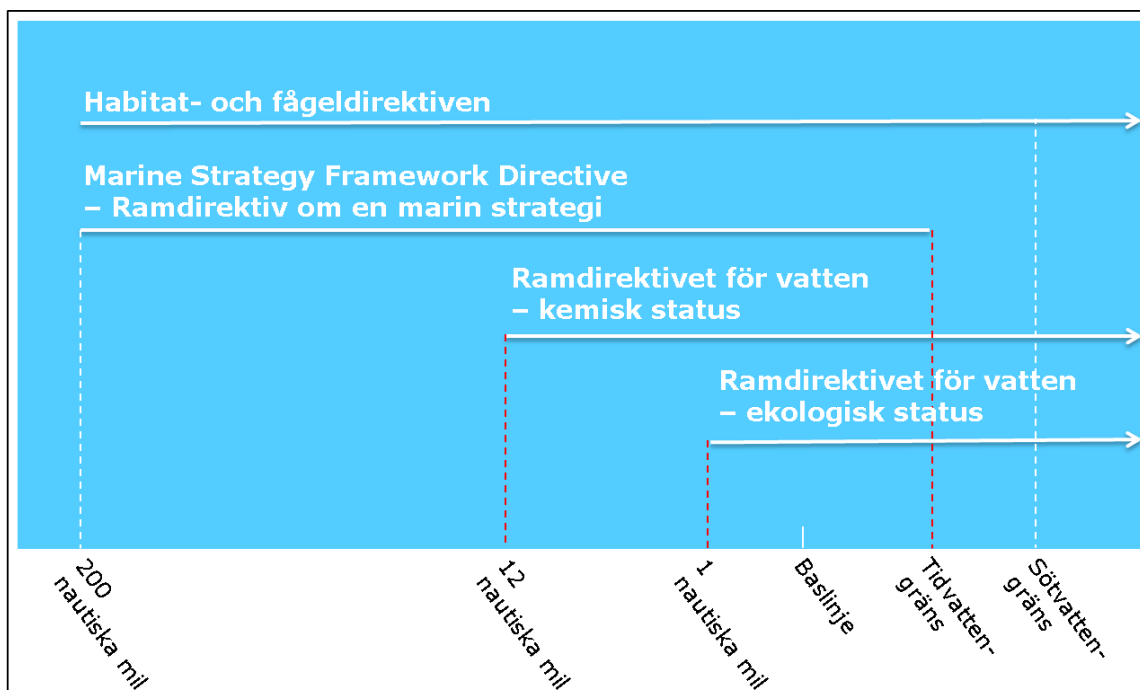 Habitat- och fågeldirektiven
Marine Strategy Framework Directive
– Ramdirektiv om en marin strategi
Ramdirektivet för vatten
– kemisk status
Ramdirektivet för vatten
– ekologisk status
200
nautiska mil
12
nautiska mil
1
nautiska mil
Baslinje
Tidvatten-
gräns
Sötvatten-
gräns